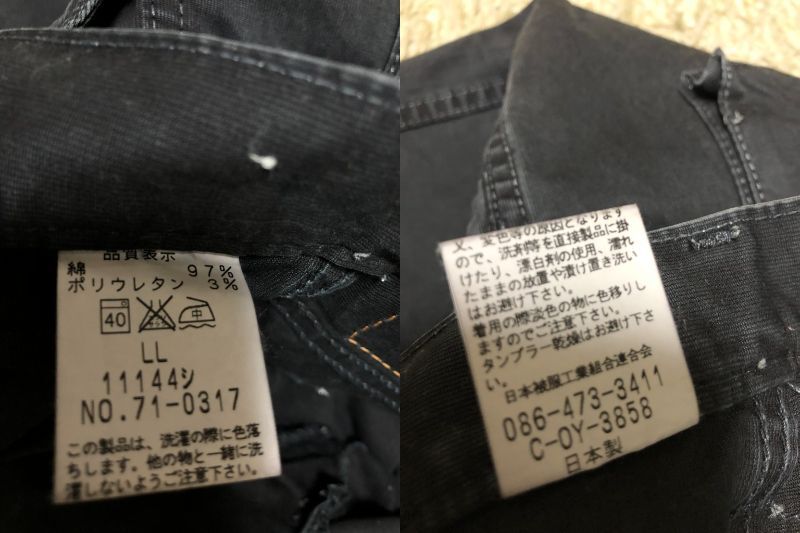 品質表示
綿 97%
ポリウレタン 3%
40 エンソサラシ 中
LL
11144シ
NO.71-0317
この製品は、洗濯の際に色落
ちします。他の物と一緒に洗
濯しないようご注意下さい。
又、変色等の原因となります
ので、洗剤等を直接製品に掛
けたり、漂白剤の使用、濡れ
たままの放置や漬け置き洗い
はお避け下さい。
着用の際淡色の物に色移りし
ますのでご注意下さい。
タンブラー乾燥はお避け下さ
い。
日本被服工業組合連合会
086-473-3411
C-OY-3858
日本製